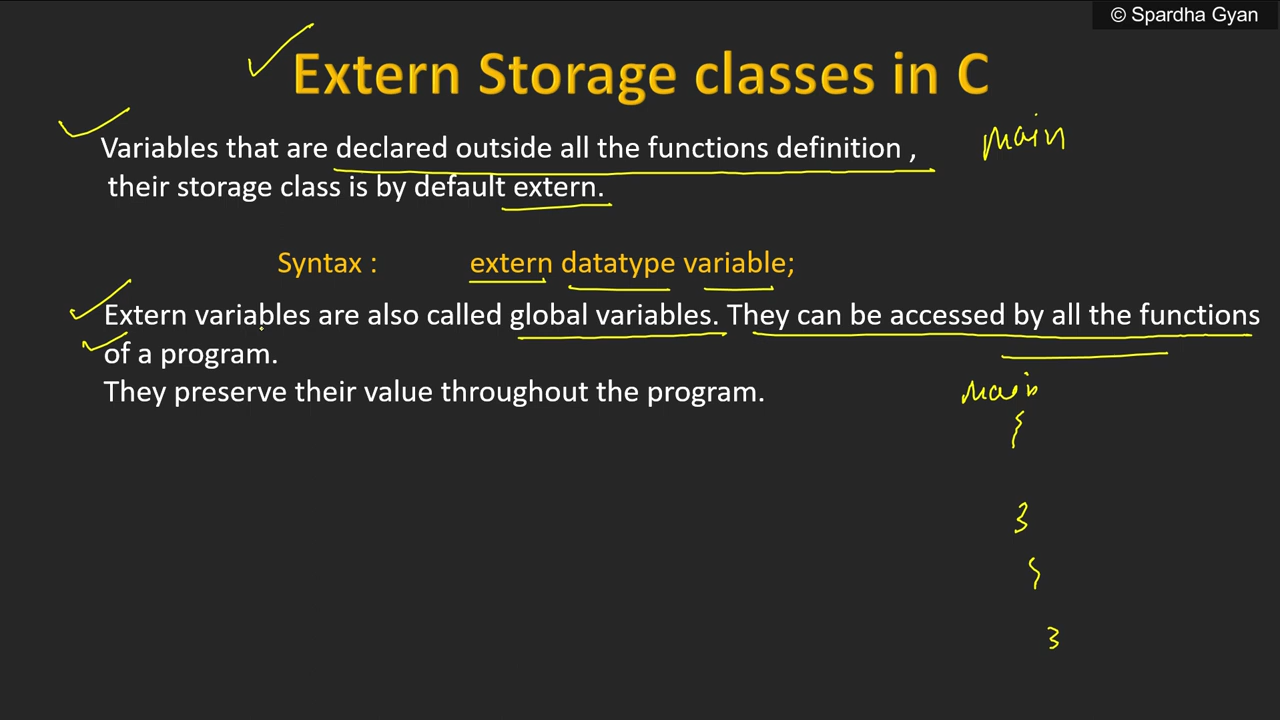 © Spardha Gyan
Extern Storage classes in C
Variables that are declared outside all the functions definition ,
main
their storage class is by default extern.
Syntax : extern datatype variable;
Extern variables are also called global variables. They can be accessed by all the functions
of a program.
They preserve their value throughout the program.
main
{
}
{
}